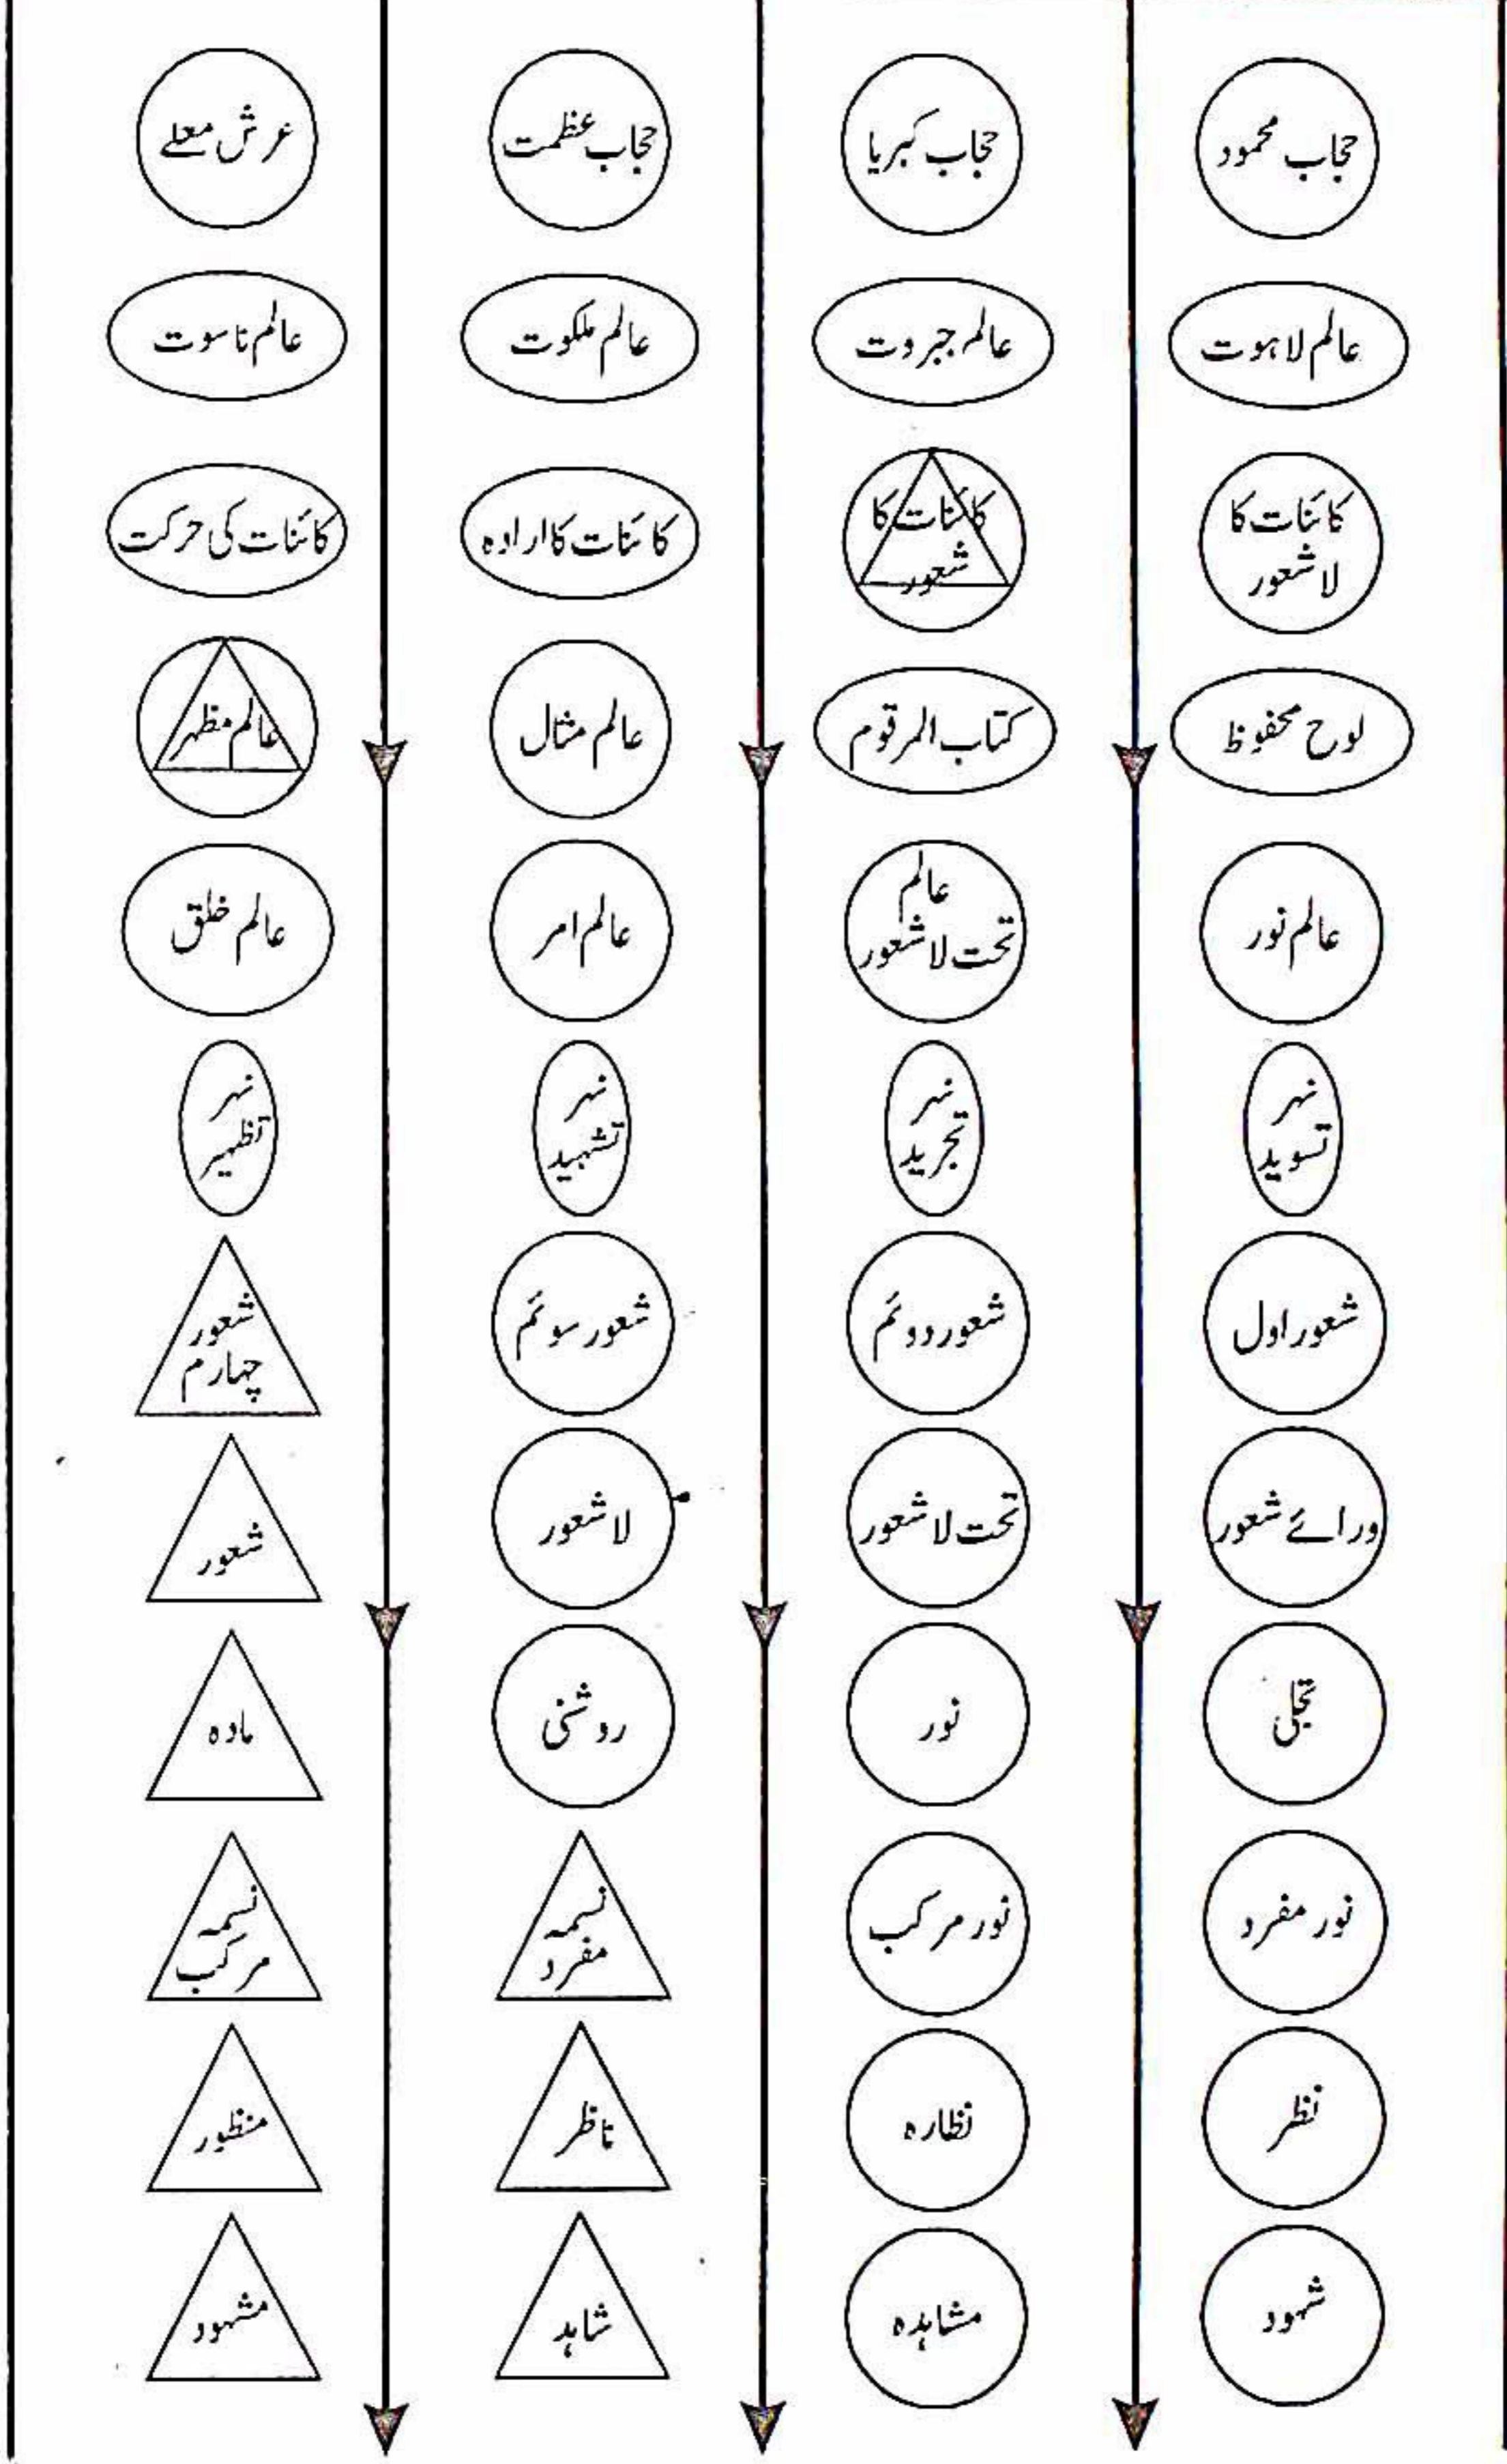 حجاب محمود
حجاب کبریا
حجاب عظمت
عرش معلے
عالم لاہوت
عالم جبروت
عالم ملکوت
عالم ناسوت
کائنات کا
لاشعور
کائنات کا
شعور
کائنات کا ارادہ
کائنات کی حرکت
لوح محفوظ
کتاب المرقوم
عالم مثال
عالم مظہر
عالم نور
عالم
تحت لاشعور
عالم امر
عالم خلق
نہر
تسوید
نہر
تجرید
نہر
تشہید
نہر
تظہیر
شعور اول
شعور دوئم
شعور سوئم
شعور
چہارم
ورائے شعور
تحت لاشعور
لاشعور
شعور
تجلی
نور
روشنی
مادہ
نور مفرد
نور مرکب
نسمہ
مفرد
نسمہ
مرکب
نظر
نظارہ
ناظر
منظور
شہود
مشاہدہ
شاہد
مشہود